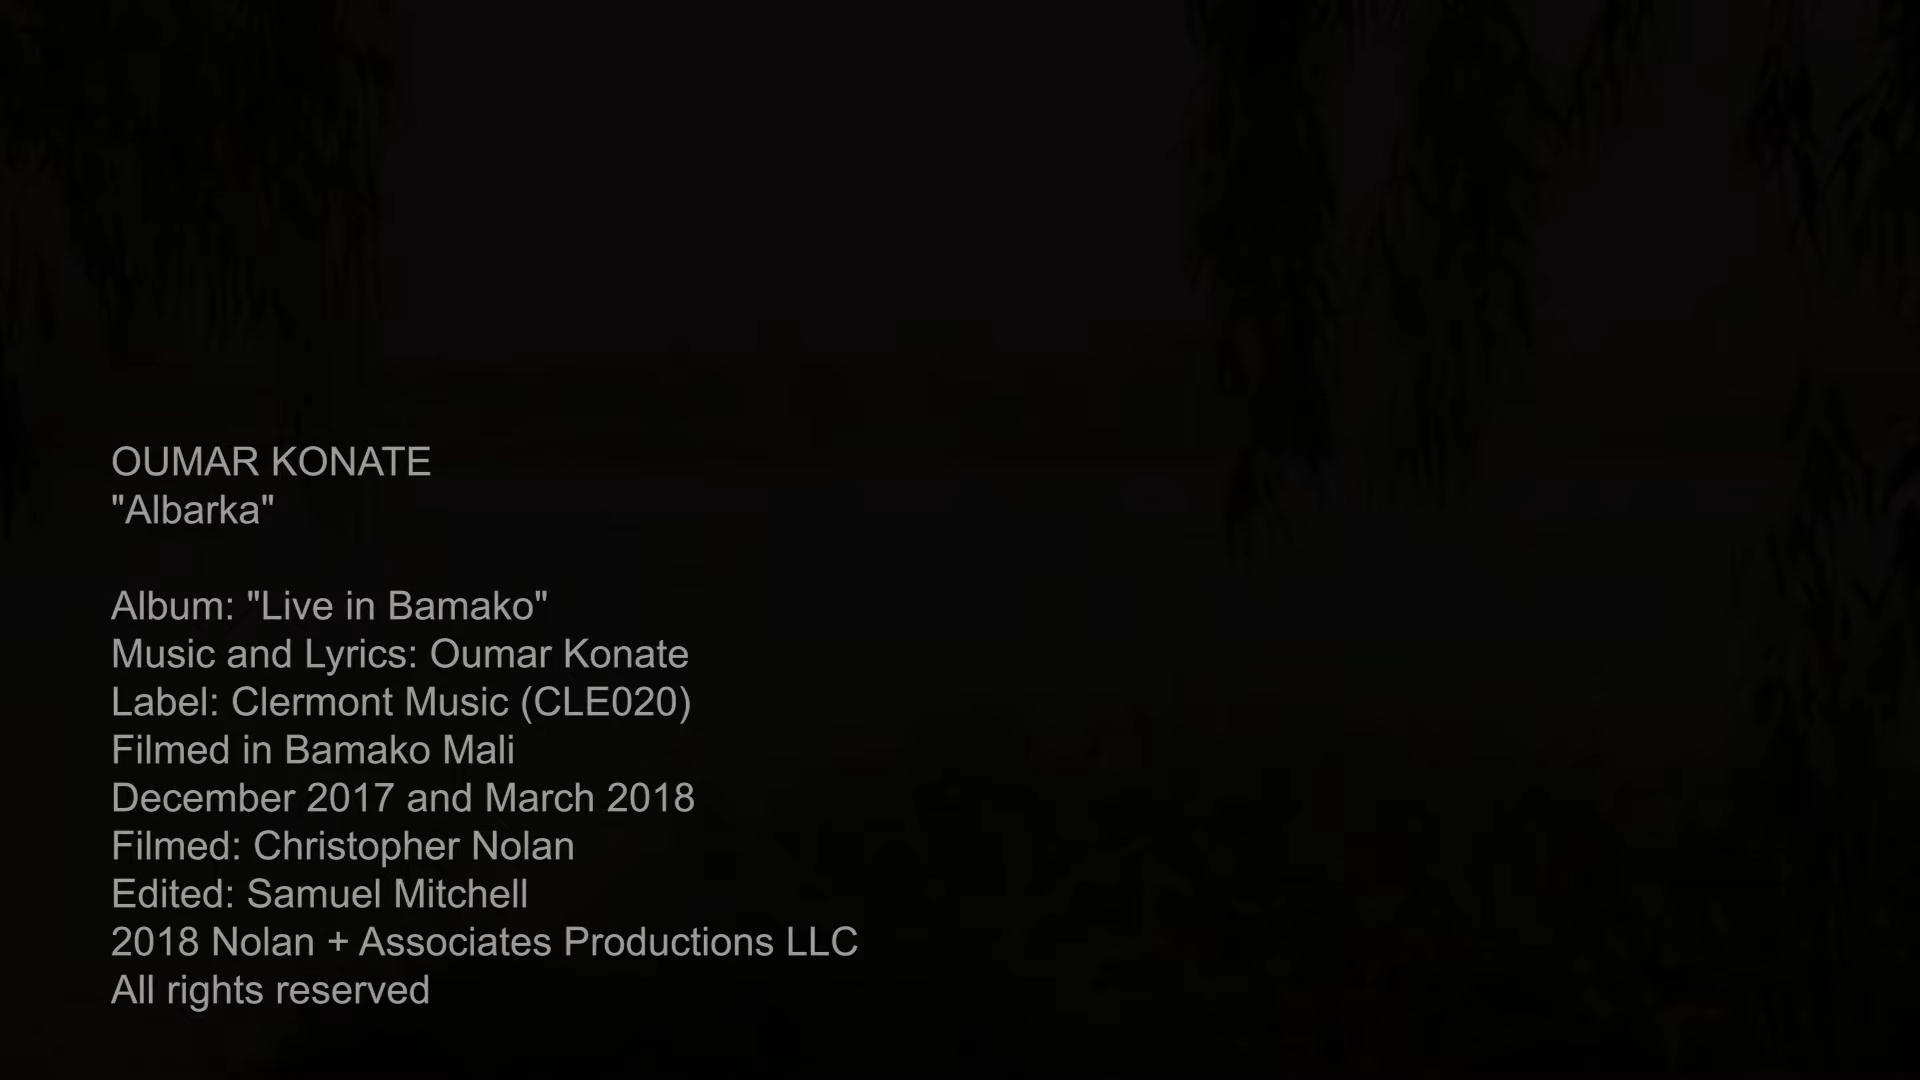 OUMAR KONATE
"Albarka"
Album: "Live in Bamako"
Music and Lyrics: Oumar Konate
Label: Clermont Music (CLE020)
Filmed in Bamako Mali
December 2017 and March 2018
Filmed: Christopher Nolan
Edited: Samuel Mitchell
2018 Nolan + Associates Productions LLC
All rights reserved